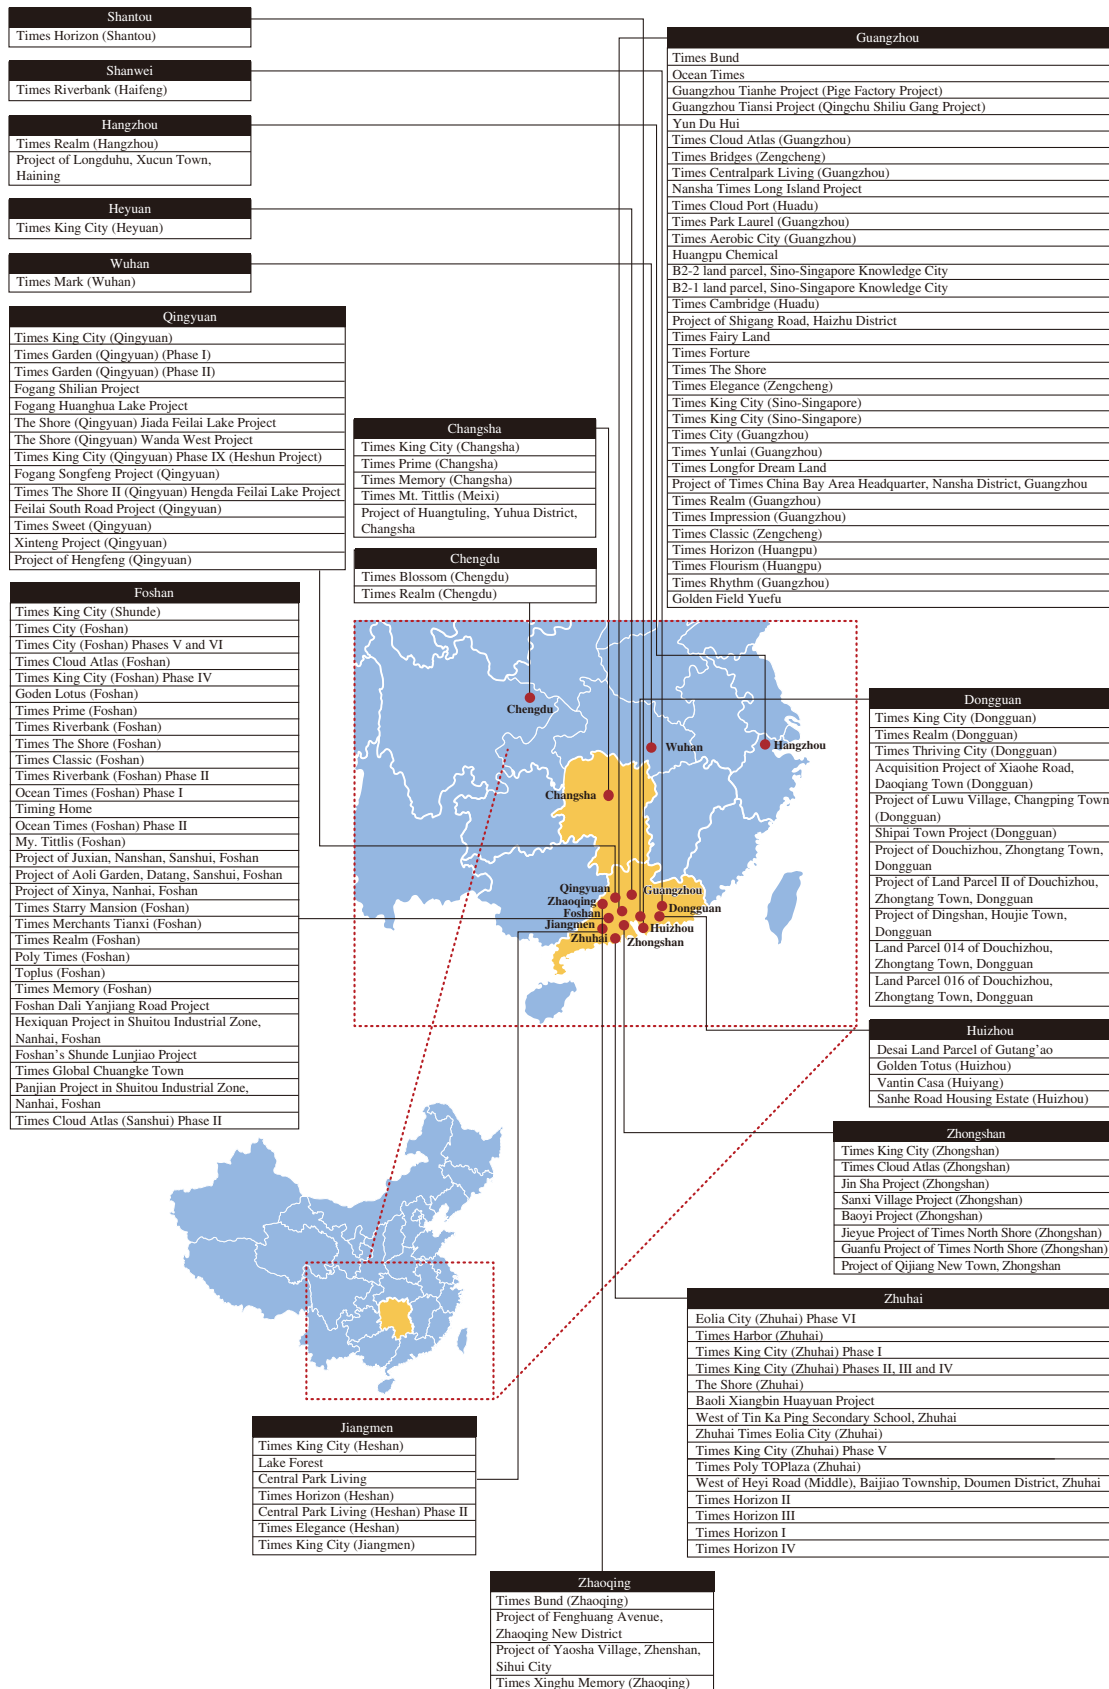 Shantou
Times Horizon (Shantou)
Shanwei
Times Riverbank (Haifeng)
Hangzhou
Times Realm (Hangzhou)
Project of Longduhu, Xucun Town,
Haining
Heyuan
Times King City (Heyuan)
Wuhan
Times Mark (Wuhan)
Qingyuan
Times King City (Qingyuan)
Times Garden (Qingyuan) (Phase I)
Times Garden (Qingyuan) (Phase II)
Fogang Shilian Project
Fogang Huanghua Lake Project
The Shore (Qingyuan) Jiada Feilai Lake Project
The Shore (Qingyuan) Wanda West Project
Times King City (Qingyuan) Phase IX (Heshun Project)
Fogang Songfeng Project (Qingyuan)
Times The Shore II (Qingyuan) Hengda Feilai Lake Project
Feilai South Road Project (Qingyuan)
Times Sweet (Qingyuan)
Xinteng Project (Qingyuan)
Project of Hengfeng (Qingyuan)
Foshan
Times King City (Shunde)
Times City (Foshan)
Times City (Foshan) Phases V and VI
Times Cloud Atlas (Foshan)
Times King City (Foshan) Phase IV
Goden Lotus (Foshan)
Times Prime (Foshan)
Times Riverbank (Foshan)
Times The Shore (Foshan)
Times Classic (Foshan)
Times Riverbank (Foshan) Phase II
Ocean Times (Foshan) Phase I
Timing Home
Ocean Times (Foshan) Phase II
My. Tittlis (Foshan)
Project of Juxian, Nanshan, Sanshui, Foshan
Project of Aoli Garden, Datang, Sanshui, Foshan
Project of Xinya, Nanhai, Foshan
Times Starry Mansion (Foshan)
Times Merchants Tianxi (Foshan)
Times Realm (Foshan)
Poly Times (Foshan)
Toplus (Foshan)
Times Memory (Foshan)
Foshan Dali Yanjiang Road Project
Hexiquan Project in Shuitou Industrial Zone,
Nanhai, Foshan
Foshan's Shunde Lunjiao Project
Times Global Chuangke Town
Panjian Project in Shuitou Industrial Zone,
Nanhai, Foshan
Times Cloud Atlas (Sanshui) Phase II
Changsha
Times King City (Changsha)
Times Prime (Changsha)
Times Memory (Changsha)
Times Mt. Tittlis (Meixi)
Project of Huangtuling, Yuhua District,
Changsha
Chengdu
Times Blossom (Chengdu)
Times Realm (Chengdu)
Guangzhou
Times Bund
Ocean Times
Guangzhou Tianhe Project (Pige Factory Project)
Guangzhou Tiansi Project (Qingchu Shiliu Gang Project)
Yun Du Hui
Times Cloud Atlas (Guangzhou)
Times Bridges (Zengcheng)
Times Centralpark Living (Guangzhou)
Nansha Times Long Island Project
Times Cloud Port (Huadu)
Times Park Laurel (Guangzhou)
Times Aerobic City (Guangzhou)
Huangpu Chemical
B2-2 land parcel, Sino-Singapore Knowledge City
B2-1 land parcel, Sino-Singapore Knowledge City
Times Cambridge (Huadu)
Project of Shigang Road, Haizhu District
Times Fairy Land
Times Forture
Times The Shore
Times Elegance (Zengcheng)
Times King City (Sino-Singapore)
Times King City (Sino-Singapore)
Times City (Guangzhou)
Times Yunlai (Guangzhou)
Times Longfor Dream Land
Project of Times China Bay Area Headquarter, Nansha District, Guangzhou
Times Realm (Guangzhou)
Times Impression (Guangzhou)
Times Classic (Zengcheng)
Times Horizon (Huangpu)
Times Flourism (Huangpu)
Times Rhythm (Guangzhou)
Golden Field Yuefu
Chengdu
Wuhan
Hangzhou
Changsha
Qingyuan
Guangzhou
Zhaoqing
Foshan
Dongguan
Jiangmen
Huizhou
Zhuhai
Zhongshan
Dongguan
Times King City (Dongguan)
Times Realm (Dongguan)
Times Thriving City (Dongguan)
Acquisition Project of Xiaohe Road,
Daoqiang Town (Dongguan)
Project of Luwu Village, Changping Town
(Dongguan)
Shipai Town Project (Dongguan)
Project of Douchizhou, Zhongtang Town,
Dongguan
Project of Land Parcel II of Douchizhou,
Zhongtang Town, Dongguan
Project of Dingshan, Houjie Town,
Dongguan
Land Parcel 014 of Douchizhou,
Zhongtang Town, Dongguan
Land Parcel 016 of Douchizhou,
Zhongtang Town, Dongguan
Huizhou
Desai Land Parcel of Gutang'ao
Golden Totus (Huizhou)
Vantin Casa (Huiyang)
Sanhe Road Housing Estate (Huizhou)
Zhongshan
Times King City (Zhongshan)
Times Cloud Atlas (Zhongshan)
Jin Sha Project (Zhongshan)
Sanxi Village Project (Zhongshan)
Baoyi Project (Zhongshan)
Jieyue Project of Times North Shore (Zhongshan)
Guanfu Project of Times North Shore (Zhongshan)
Project of Qijiang New Town, Zhongshan
Zhuhai
Eolia City (Zhuhai) Phase VI
Times Harbor (Zhuhai)
Times King City (Zhuhai) Phase I
Times King City (Zhuhai) Phases II, III and IV
The Shore (Zhuhai)
Baoli Xiangbin Huayuan Project
West of Tin Ka Ping Secondary School, Zhuhai
Zhuhai Times Eolia City (Zhuhai)
Times King City (Zhuhai) Phase V
Times Poly TOPlaza (Zhuhai)
West of Heyi Road (Middle), Baijiao Township, Doumen District, Zhuhai
Times Horizon II
Times Horizon III
Times Horizon I
Times Horizon IV
Jiangmen
Times King City (Heshan)
Lake Forest
Central Park Living
Times Horizon (Heshan)
Central Park Living (Heshan) Phase II
Times Elegance (Heshan)
Times King City (Jiangmen)
Zhaoqing
Times Bund (Zhaoqing)
Project of Fenghuang Avenue,
Zhaoqing New District
Project of Yaosha Village, Zhenshan,
Sihui City
Times Xinghu Memory (Zhaoqing)